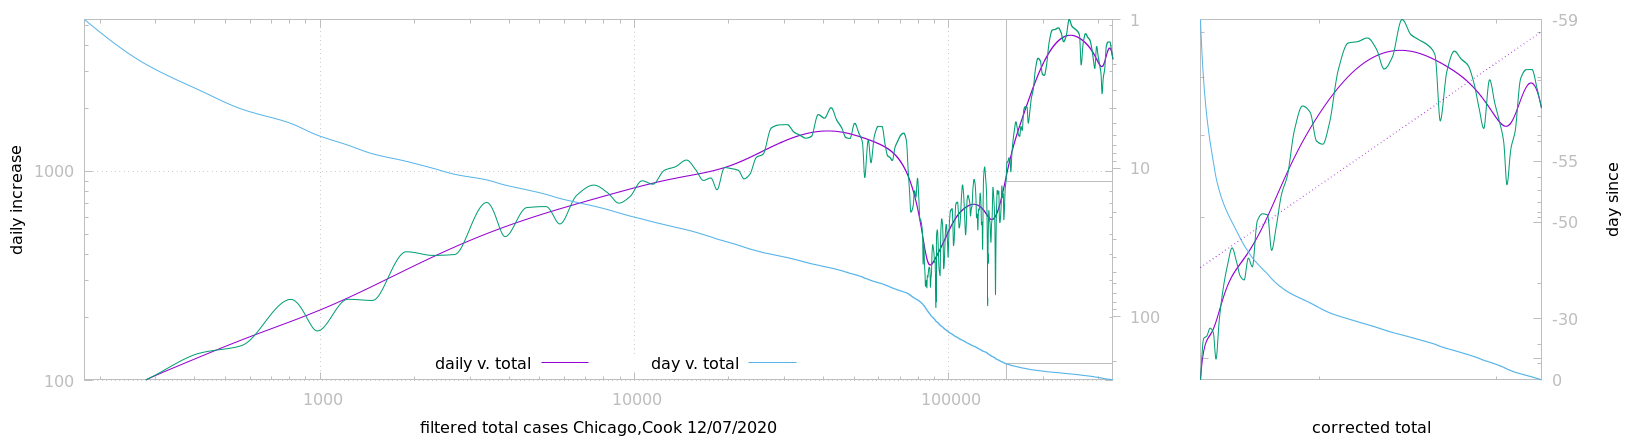 daily increase
1000
100
1000
10000
100000
filtered total cases Chicago,Cook 12/07/2020
daily v. total
day v. total
1
10
100
-59
-55
-50
-30
0
day since
corrected total